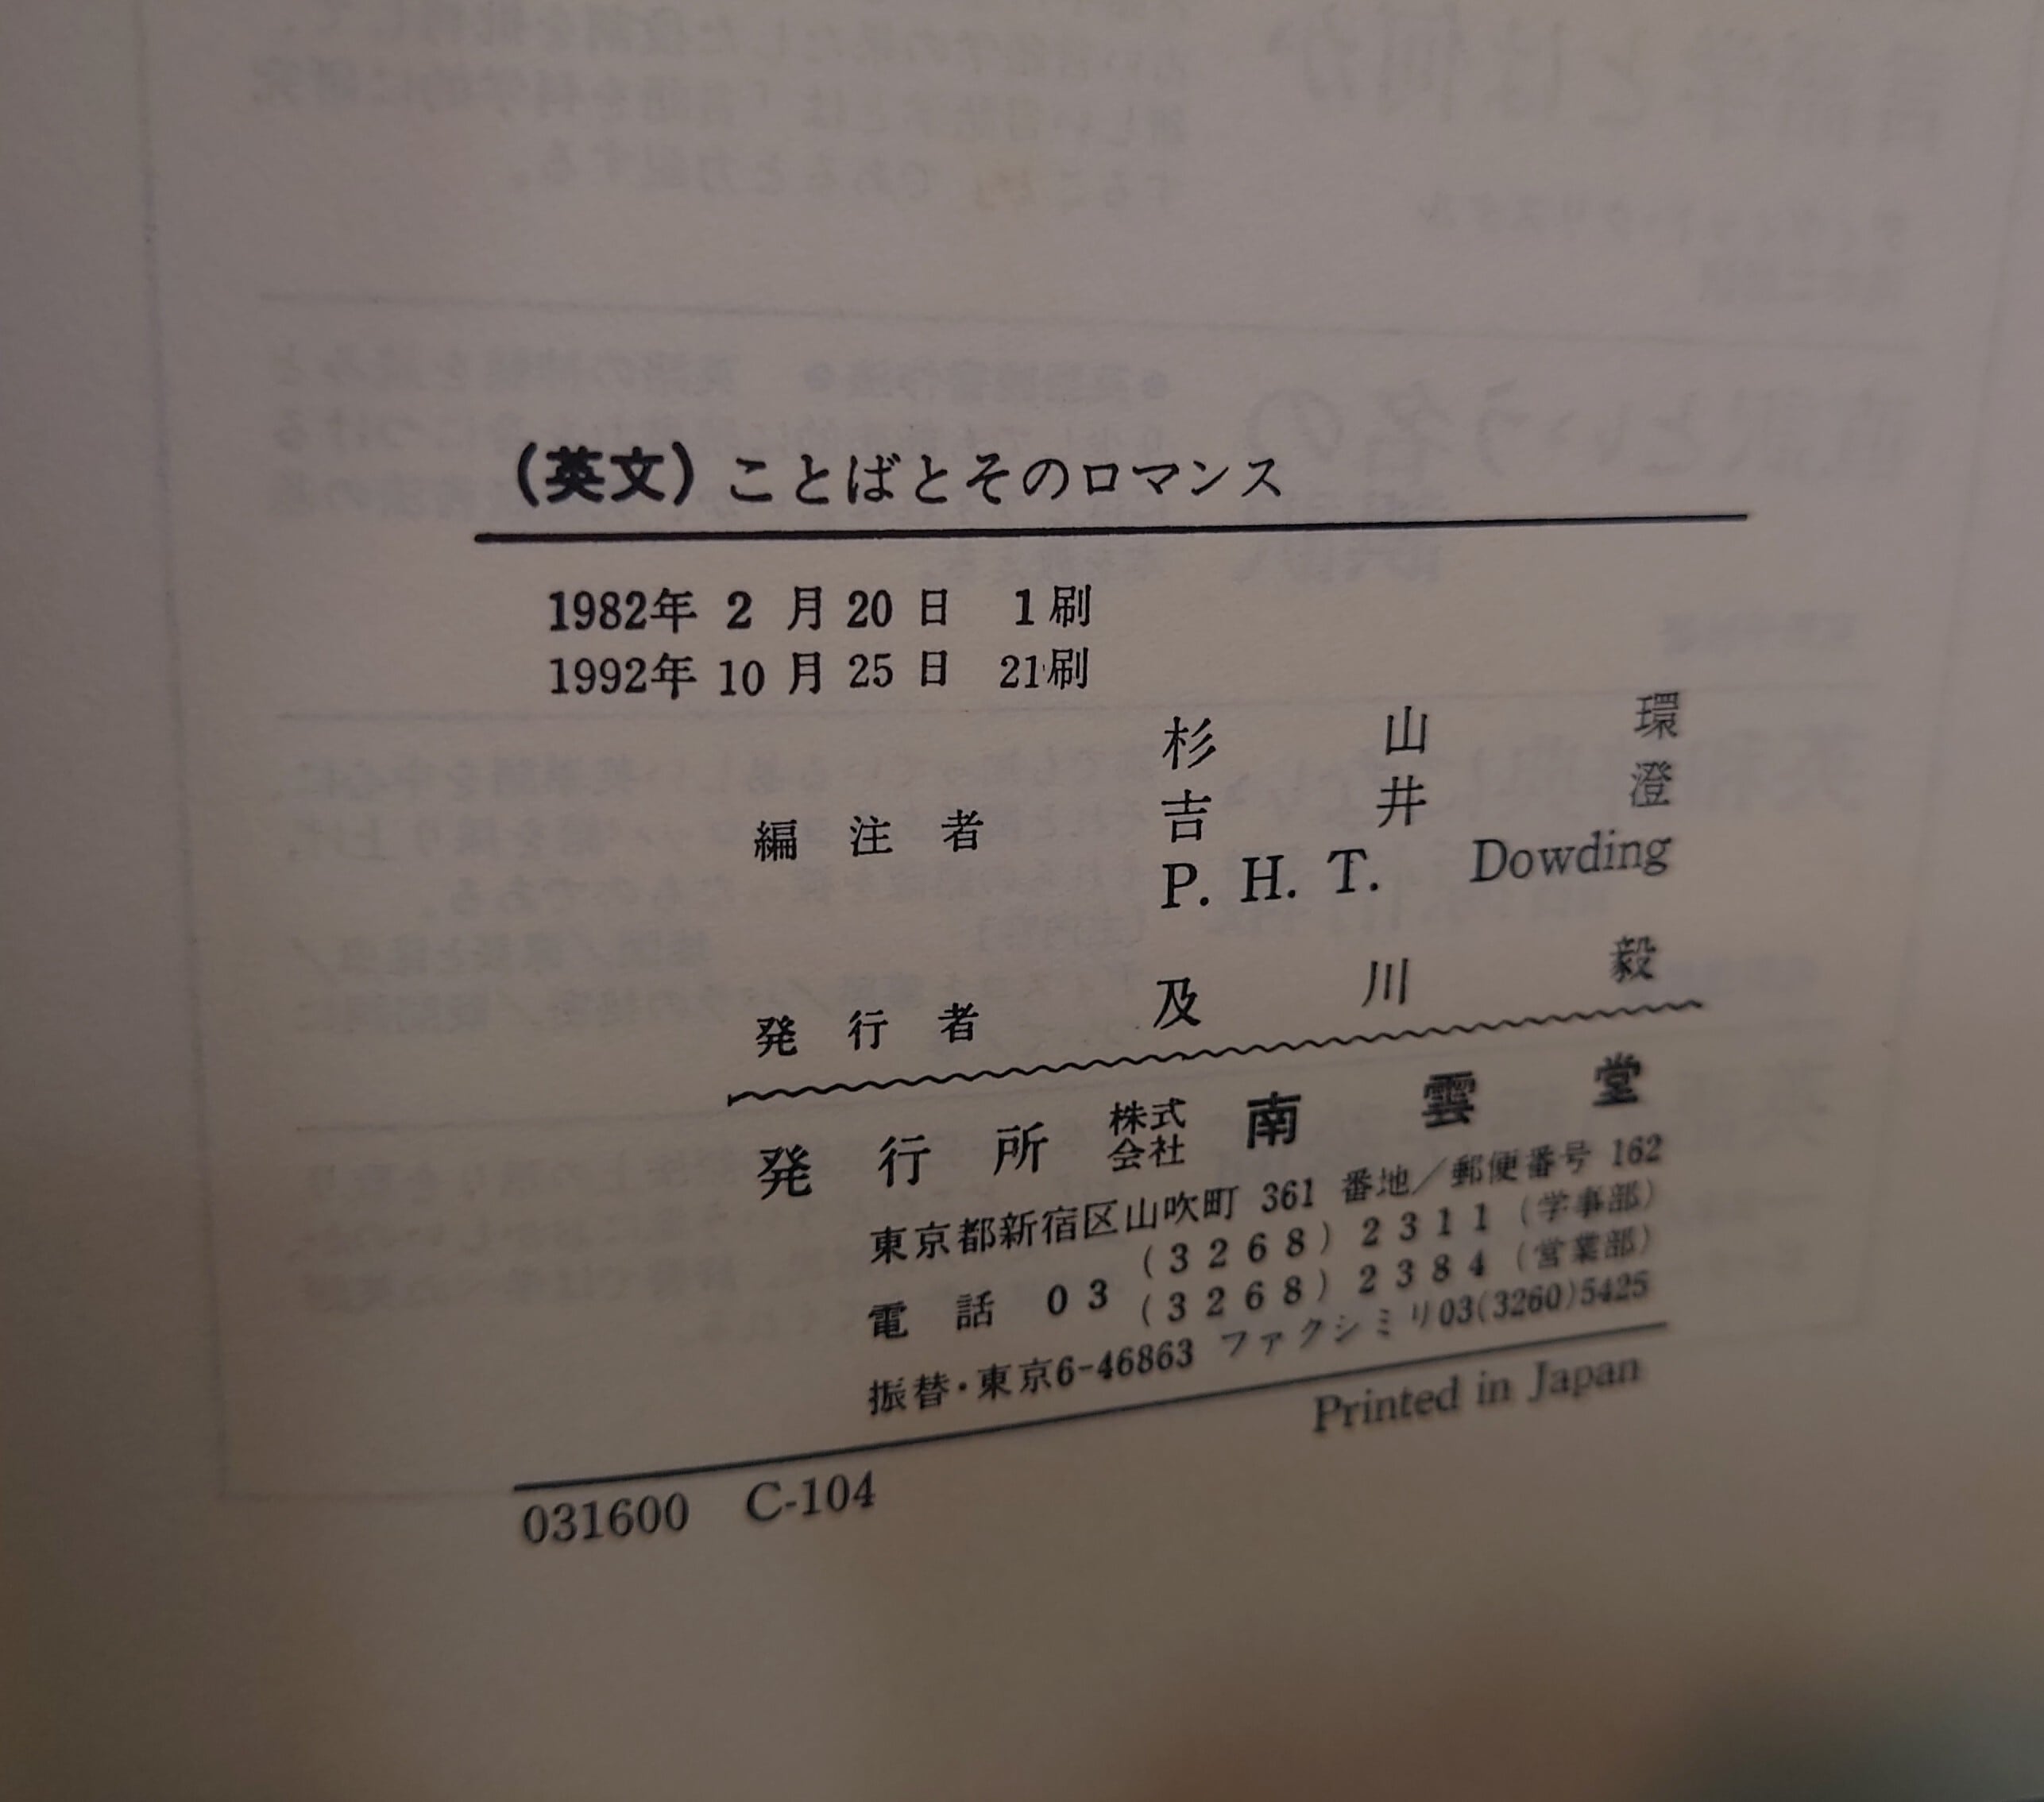 (英文) ことばとそのロマンス
1982年 2 月 20 日 1 刷
1992年 10 月 25 日 21 刷
杉 山 環
編 注 者 吉 井 澄
P. H. T. Dowding
発 行 者 及 川 毅
発 行 所 株式会社 南 雲 堂
東京都新宿区山吹町 361 番地/郵便番号 162
(3268) 2311 (学事部)
電 話 03
(3268) 2384 (営業部)
振替・東京6-46863 ファクシミリ03(3260)5425
Printed in Japan
031600 C-104